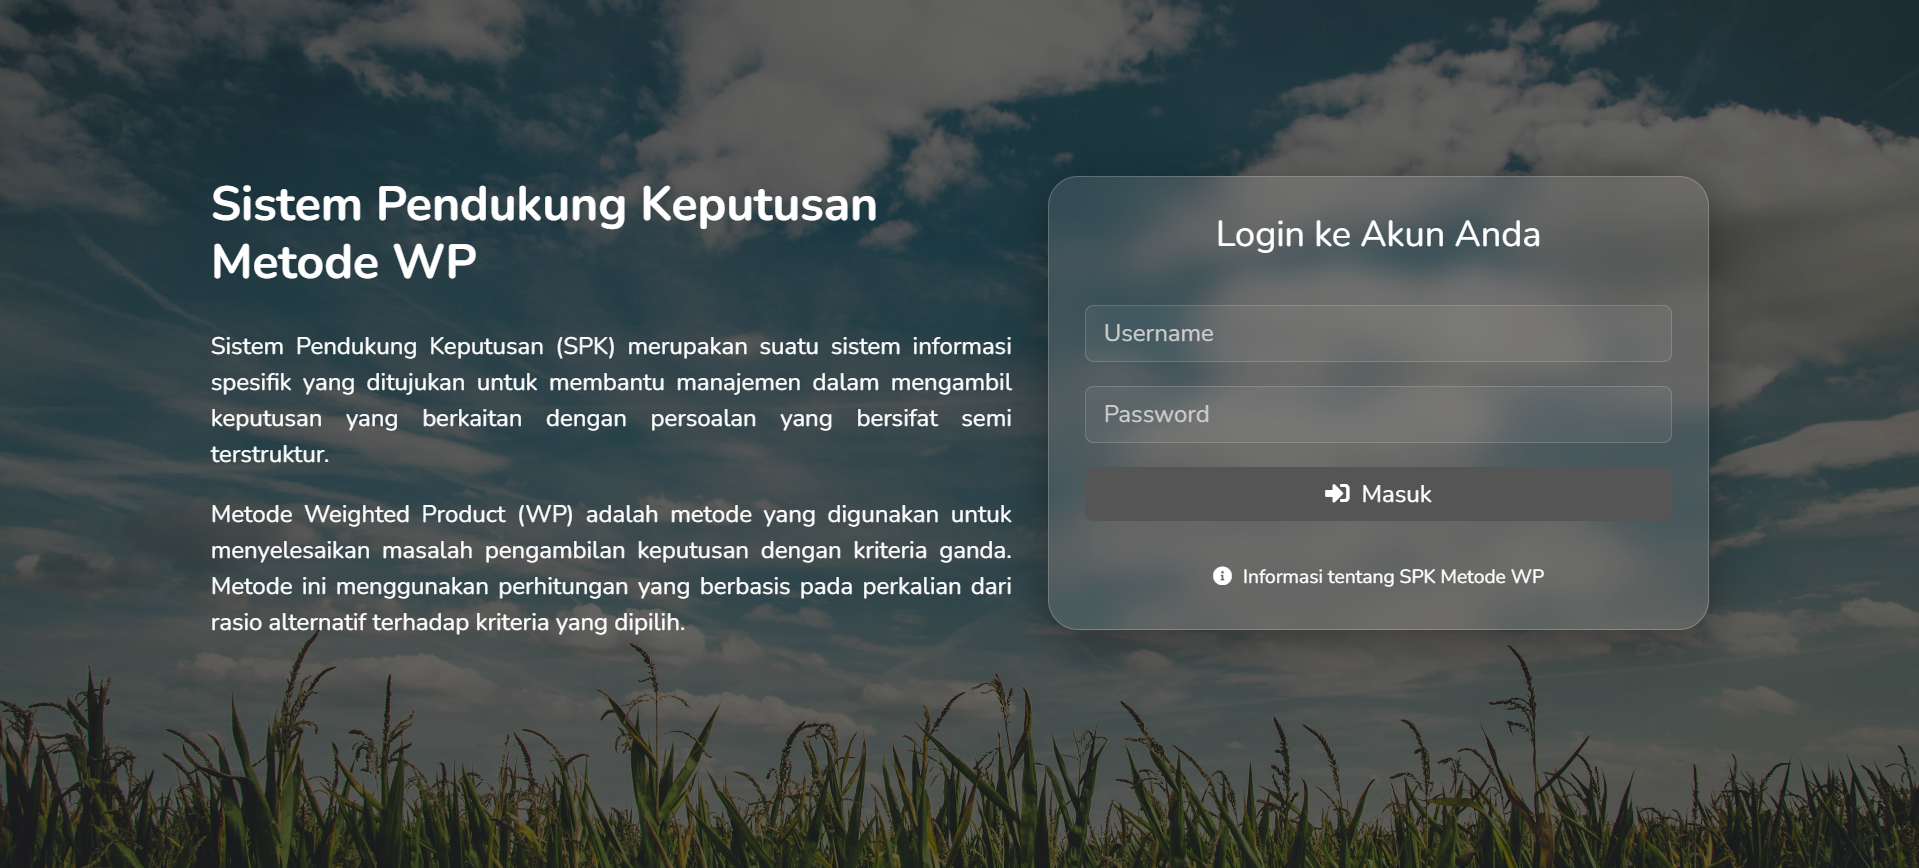 Sistem Pendukung Keputusan
Metode WP
Sistem Pendukung Keputusan (SPK) merupakan suatu sistem informasi
spesifik yang ditujukan untuk membantu manajemen dalam mengambil
keputusan yang berkaitan dengan persoalan yang bersifat semi
terstruktur.
Metode Weighted Product (WP) adalah metode yang digunakan untuk
menyelesaikan masalah pengambilan keputusan dengan kriteria ganda.
Metode ini menggunakan perhitungan yang berbasis pada perkalian dari
rasio alternatif terhadap kriteria yang dipilih.
Login ke Akun Anda
Username
Password
Masuk
Informasi tentang SPK Metode WP